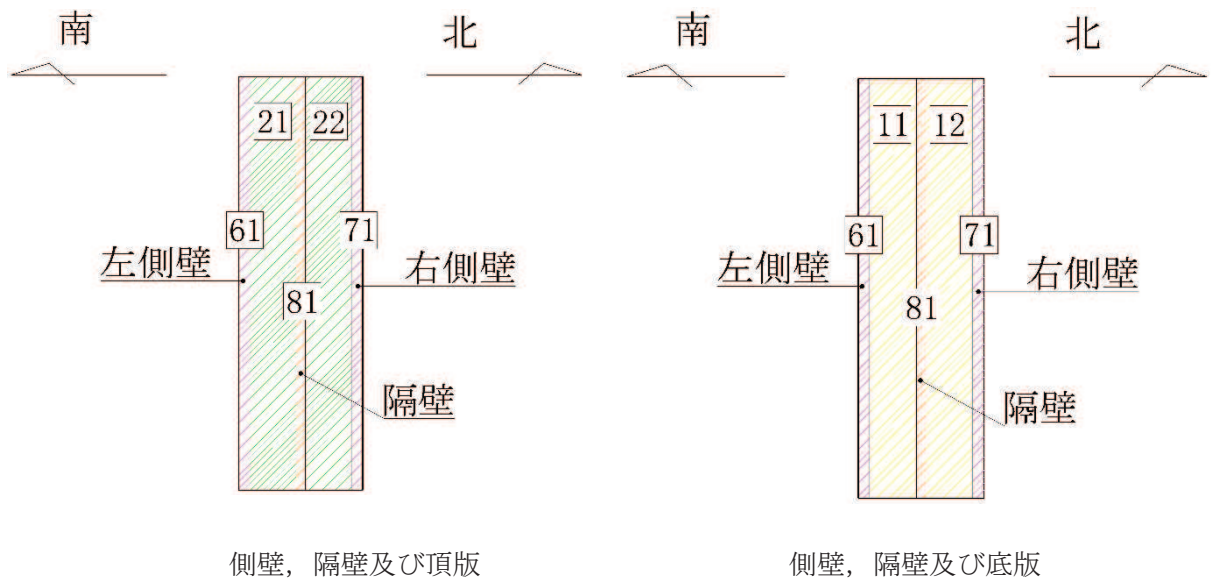 南 北
21 22
61 71
左側壁 右側壁
81
隔壁
側壁，隔壁及び頂版
南 北
11 12
61 71
左側壁 右側壁
81
隔壁
側壁，隔壁及び底版